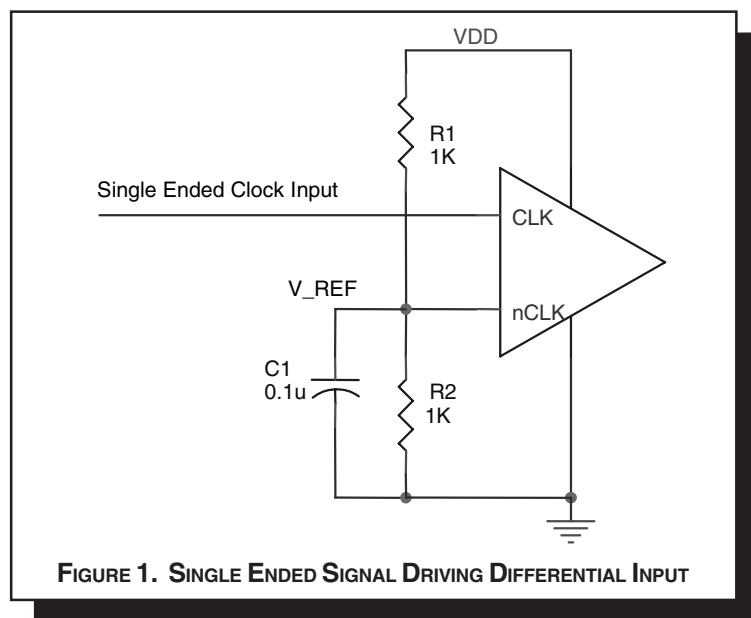 VDD
R1
1K
Single Ended Clock Input
CLK
V_REF
nCLK
C1
0.1u
R2
1K
FIGURE 1. SINGLE ENDED SIGNAL DRIVING DIFFERENTIAL INPUT